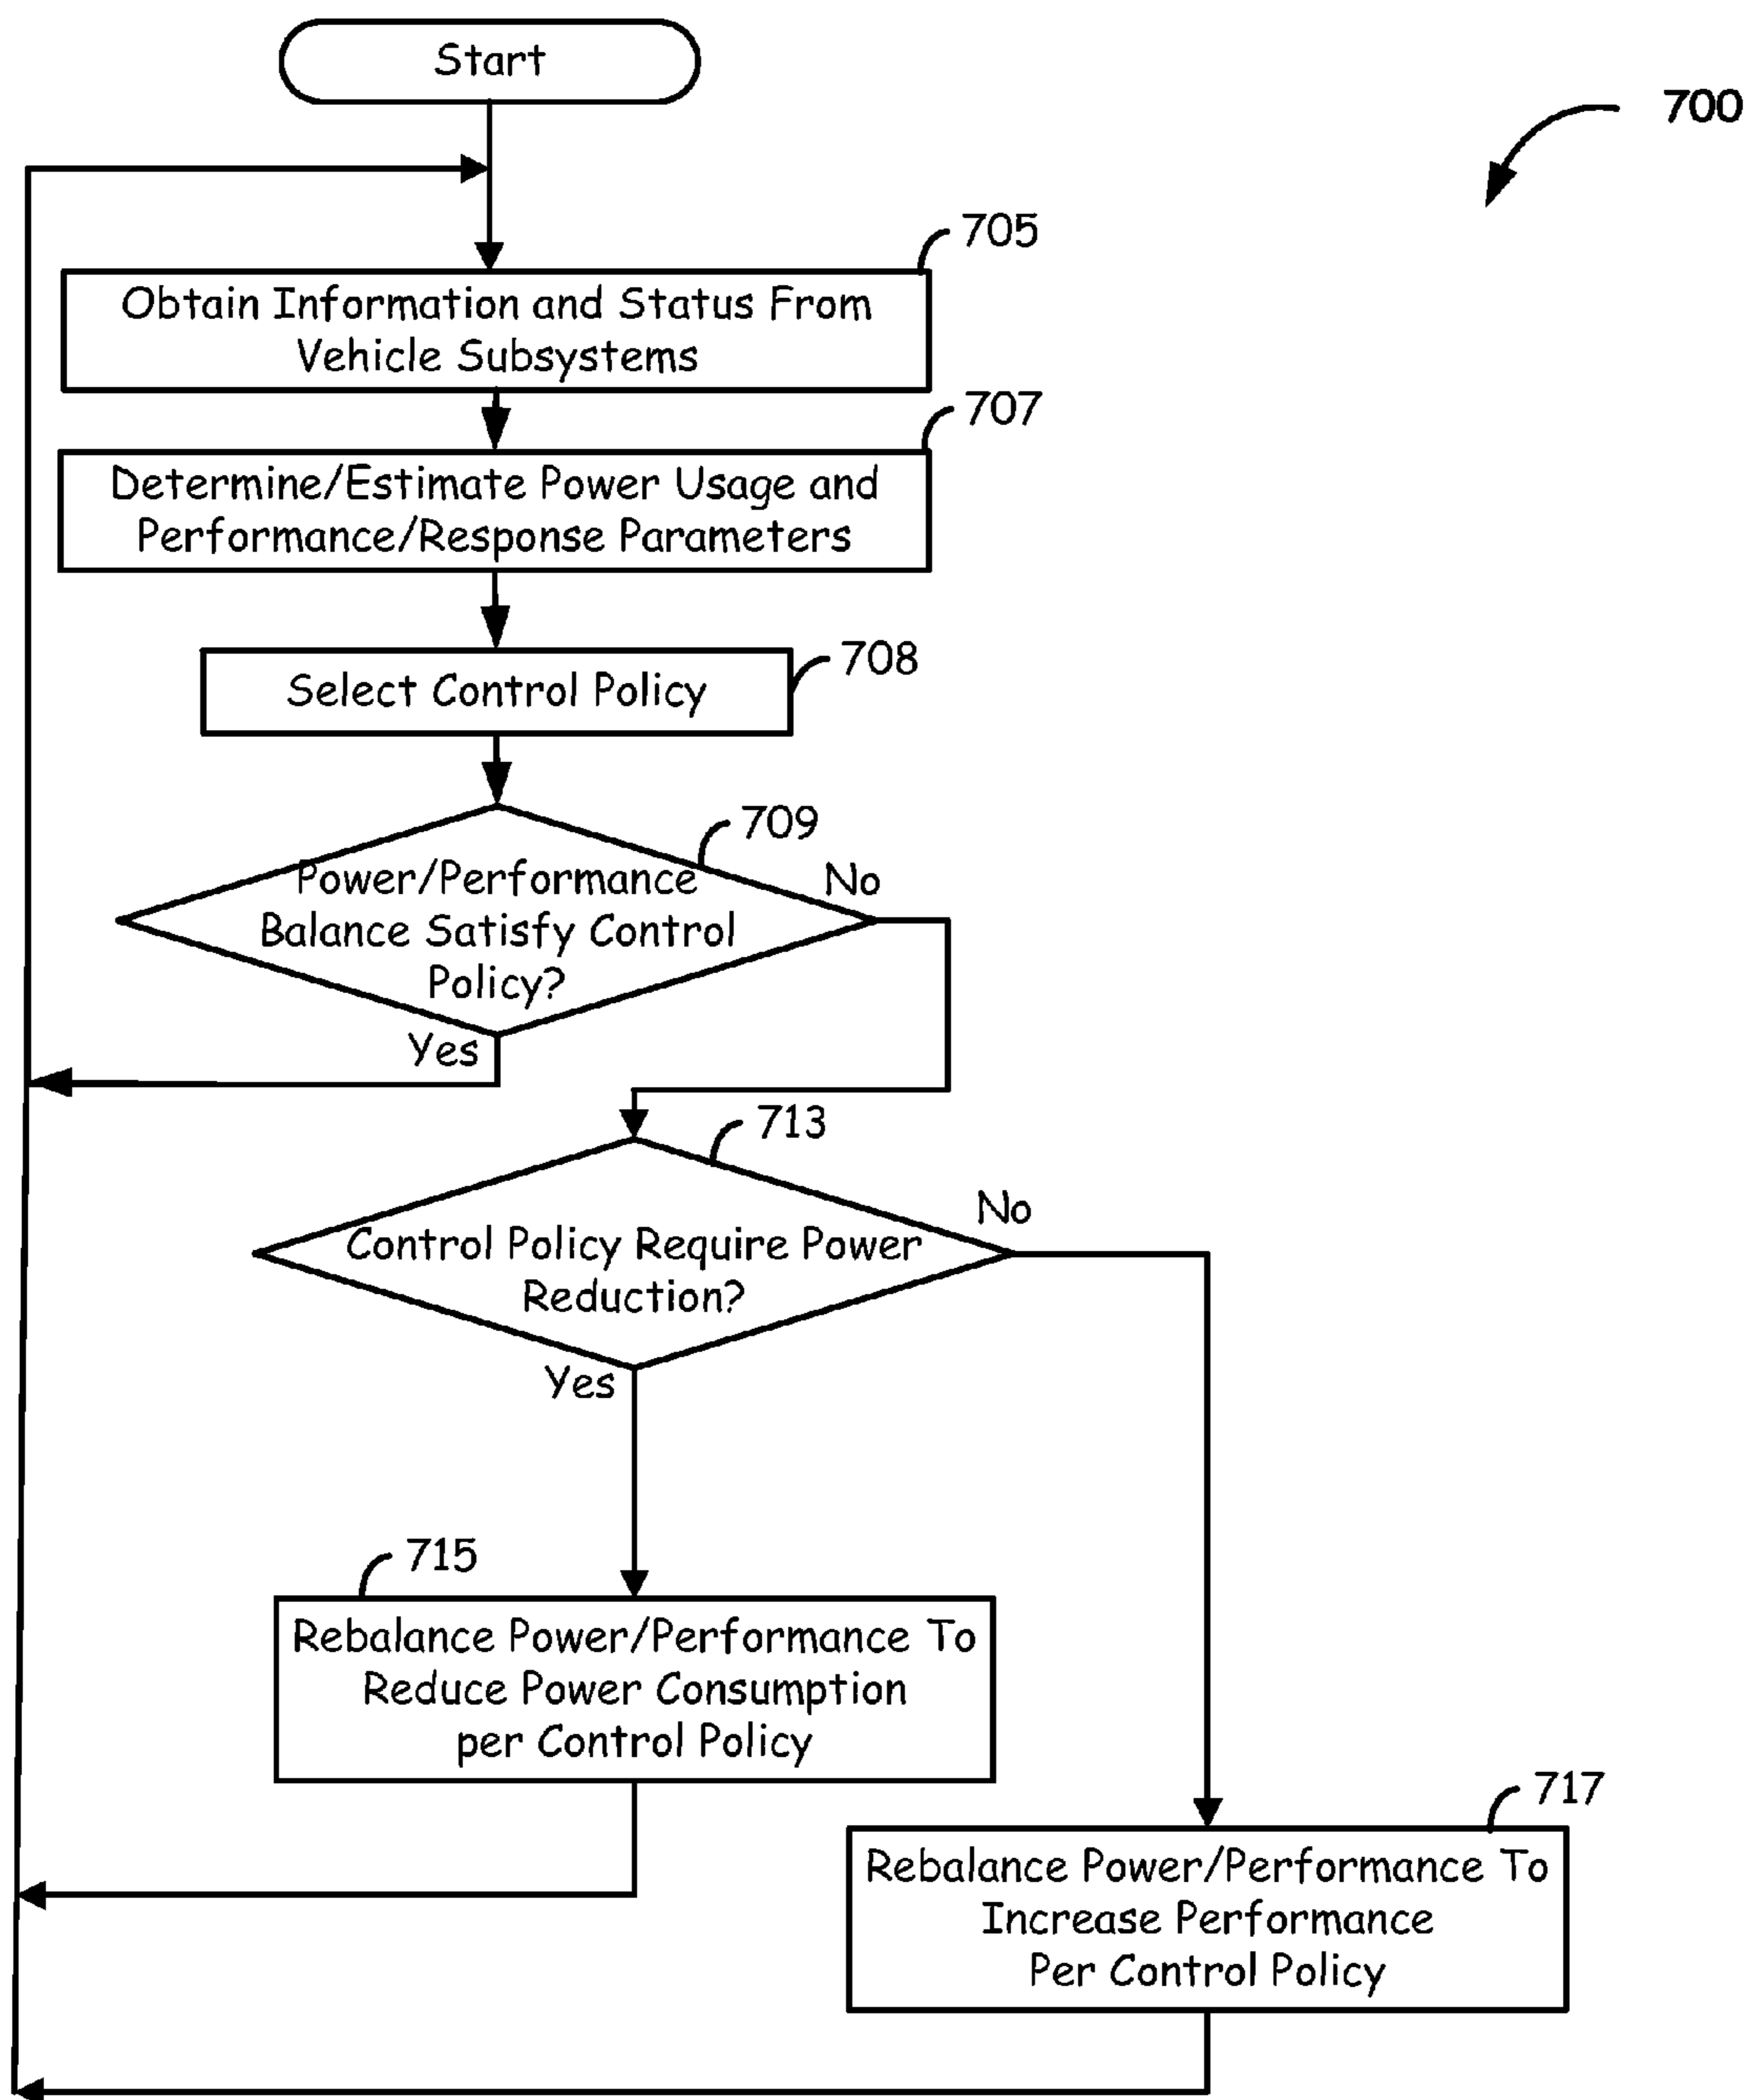 Start
700
705
Obtain Information and Status From
Vehicle Subsystems
707
Determine/Estimate Power Usage and
Performance/Response Parameters
708
Select Control Policy
709
Power/Performance
Balance Satisfy Control
Policy?
No
Yes
713
Control Policy Require Power
Reduction?
No
Yes
715
Rebalance Power/Performance To
Reduce Power Consumption
per Control Policy
717
Rebalance Power/Performance To
Increase Performance
Per Control Policy